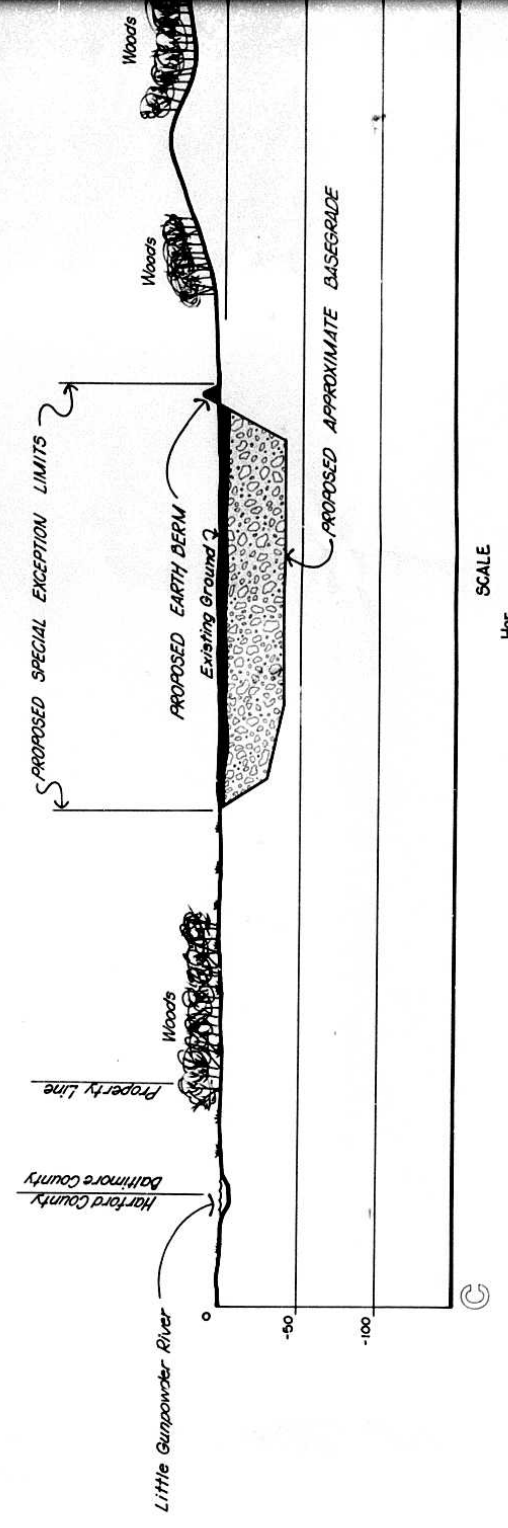 Woods
Woods
PROPOSED SPECIAL EXCEPTION LIMITS
PROPOSED EARTH BERM
Existing Ground
PROPOSED APPROXIMATE BASEGRADE
Woods
Property Line
Harford County
Baltimore County
Little Gunpowder River
0
-50
-100
SCALE
Hor.
©